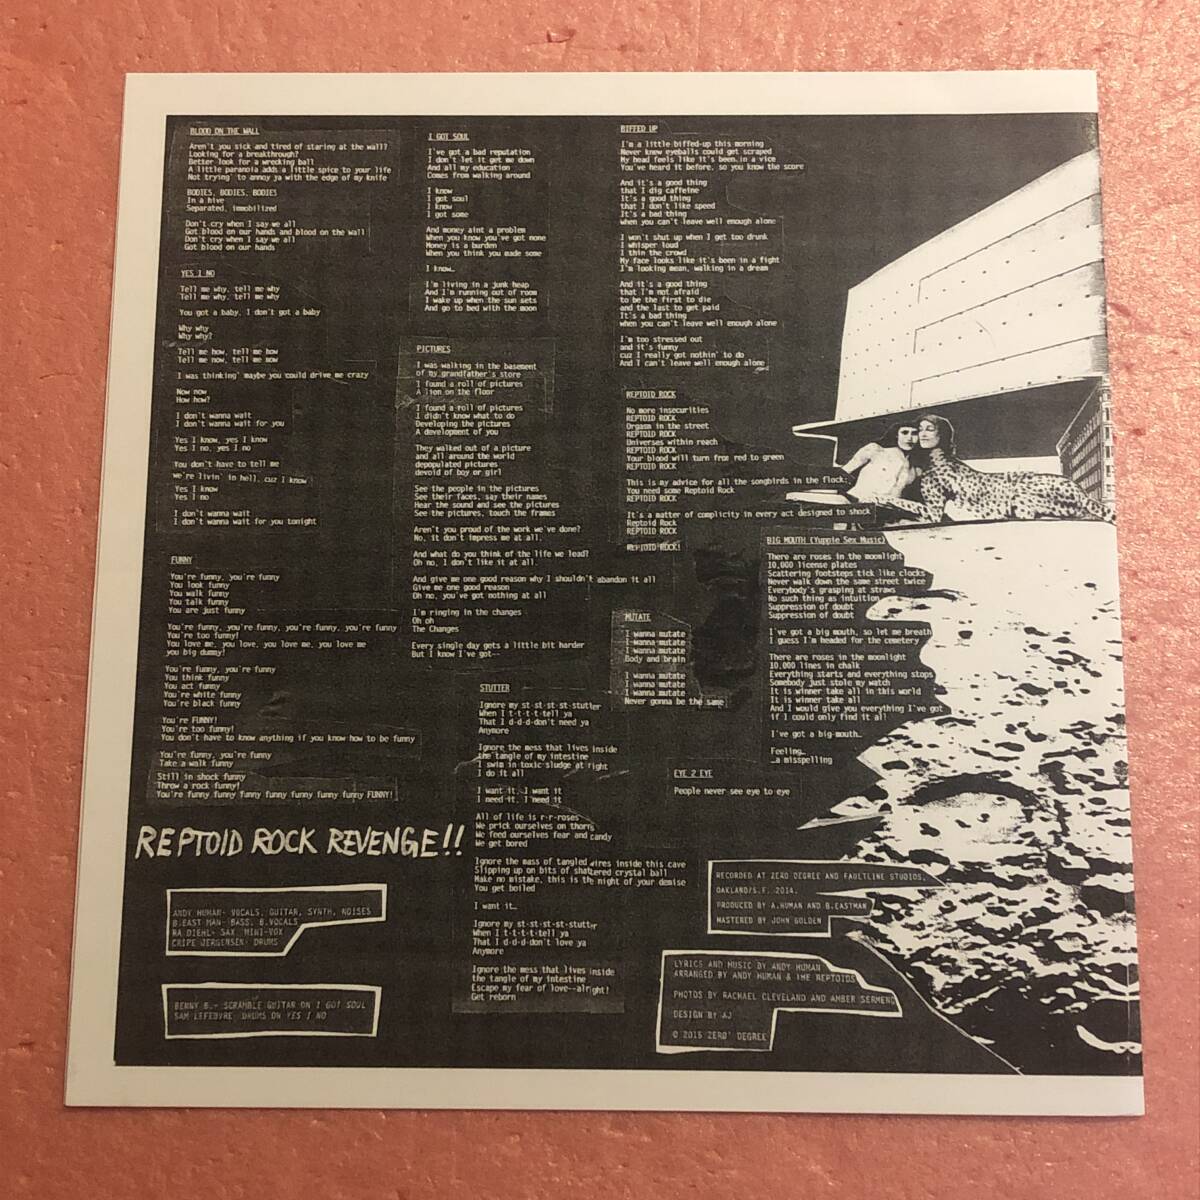 BLOOD ON THE WALL
Aren't you sick and tired of staring at the wall?
Looking for a breakthrough?
Better look for a wrecking ball
A little paranoia adds a little spice to your life
Not trying' to annoy ya with the edge of my knife
BODIES, BODIES, BODIES
In a hive
Separated, immobilized
Don't cry when I say we all
Got blood on our hands and blood on the wall
Don't cry when I say we all
Got blood on our hands
YES I NO
Tell me why, tell me why
Tell me why, tell me why
You got a baby, I don't got a baby
Why why
Why why?
Tell me how, tell me how
Tell me now, tell me now
I was thinking' maybe you could drive me crazy
Now now
How how?
I don't wanna wait
I don't wanna wait for you
Yes I know, yes I know
Yes I no, yes I no
You don't have to tell me
we're livin' in hell, cuz I know
Yes I know
Yes I no
I don't wanna wait
I don't wanna wait for you tonight
FUNNY
You're funny, you're funny
You look funny
You walk funny
You talk funny
You are just funny
You're funny, you're funny, you're funny, you're funny
You're too funny!
You love me, you love, you love me, you love me
you big dummy!
You're funny, you're funny
You think funny
You act funny
You're white funny
You're black funny
You're FUNNY!
You're too funny!
You don't have to know anything if you know how to be funny
You're funny, you're funny
Take a walk funny
Still in shock funny
Throw a rock funny!
You're funny funny funny funny funny funny funny FUNNY!
REPTOID ROCK REVENGE!!
ANDY HUMAN- VOCALS, GUITAR, SYNTH, NOISES
B.EAST MAN- BASS, B.VOCALS
RA DIEHL- SAX, MINI-VOX
CRIPE JERGENSEN- DRUMS
BENNY B.- SCRAMBLE GUITAR ON I GOT SOUL
SAM LEFEBVRE- DRUMS ON YES I NO
I GOT SOUL
I've got a bad reputation
I don't let it get me down
And all my education
Comes from walking around
I know
I got soul
I know
I got some
And money aint a problem
When you know you've got none
Money is a burden
When you think you made some
I know…
I'm living in a junk heap
And I'm running out of room
I wake up when the sun sets
And go to bed with the moon
PICTURES
I was walking in the basement
of my grandfather's store
I found a roll of pictures
A lion on the floor
I found a roll of pictures
I didn't know what to do
Developing the pictures
A development of you
They walked out of a picture
and all around the world
depopulated pictures
devoid of boy or girl
See the people in the pictures
See their faces, say their names
Hear the sound and see the pictures
See the pictures, touch the frames
Aren't you proud of the work we've done?
No, it don't impress me at all.
And what do you think of the life we lead?
Oh no, I don't like it at all.
And give me one good reason why I shouldn't abandon it all
Give me one good reason
Oh no, you've got nothing at all
I'm ringing in the changes
Oh oh
The Changes
Every single day gets a little bit harder
But I know I've got--
STUTTER
Ignore my st-st-st-st-stutter
When I t-t-t-t-tell ya
That I d-d-d-don't need ya
Anymore
Ignore the mess that lives inside
the tangle of my intestine
I swim in toxic sludge at right
I do it all
I want it, I want it
I need it, I need it
All of life is r-r-roses
We prick ourselves on thorns
We feed ourselves fear and candy
We get bored
Ignore the mass of tangled wires inside this cave
Slipping up on bits of shattered crystal ball
Make no mistake, this is the night of your demise
You get boiled
I want it…
Ignore my st-st-st-st-stutter
When I t-t-t-t-tell ya
That I d-d-d-don't love ya
Anymore
Ignore the mess that lives inside
the tangle of my intestine
Escape my fear of love--alright!
Get reborn
BIFFED UP
I'm a little biffed-up this morning
Never knew eyeballs could get scraped
My head feels like it's been in a vice
You've heard it before, so you know the score
And it's a good thing
that I dig caffeine
It's a good thing
that I don't like speed
It's a bad thing
when you can't leave well enough alone
I won't shut up when I get too drunk
I whisper loud
I thin the crowd
My face looks like it's been in a fight
I'm looking mean, walking in a dream
And it's a good thing
that I'm not afraid
to be the first to die
and the last to get paid
It's a bad thing
when you can't leave well enough alone
I'm too stressed out
and it's funny
cuz I really got nothin' to do
And I can't leave well enough alone
REPTOID ROCK
No more insecurities
REPTOID ROCK
Orgasm in the street
REPTOID ROCK
Universes within reach
REPTOID ROCK
Your blood will turn from red to green
REPTOID ROCK
This is my advice for all the songbirds in the flock:
You need some Reptoid Rock
REPTOID ROCK
It's a matter of complicity in every act designed to shock
Reptoid Rock
REPTOID ROCK
REPTOID ROCK!
MUTATE
I wanna mutate
I wanna mutate
I wanna mutate
Body and brain
I wanna mutate
I wanna mutate
I wanna mutate
Never gonna be the same
EYE 2 EYE
People never see eye to eye
BIG MOUTH (Yuppie Sex Music)
There are roses in the moonlight
10,000 license plates
Scattering footsteps tick like clocks
Never walk down the same street twice
Everybody's grasping at straws
No such thing as intuition
Suppression of doubt
Suppression of doubt
I've got a big mouth, so let me breath
I guess I'm headed for the cemetery
There are roses in the moonlight
10,000 lines in chalk
Everything starts and everything stops
Somebody just stole my watch
It is winner take all in this world
It is winner take all
And I would give you everything I've got
if I could only find it all
I've got a big-mouth…
Feeling…
…a misspelling
RECORDED AT ZERO DEGREE AND FAULTLINE STUDIOS,
OAKLAND/S.F. 2014.
PRODUCED BY A.HUMAN AND B.EASTMAN
MASTERED BY JOHN GOLDEN
LYRICS AND MUSIC BY ANDY HUMAN
ARRANGED BY ANDY HUMAN & THE REPTOIDS
PHOTOS BY RACHAEL CLEVELAND AND AMBER SERMENO
DESIGN BY AJ
© 2015 ZERO DEGREE